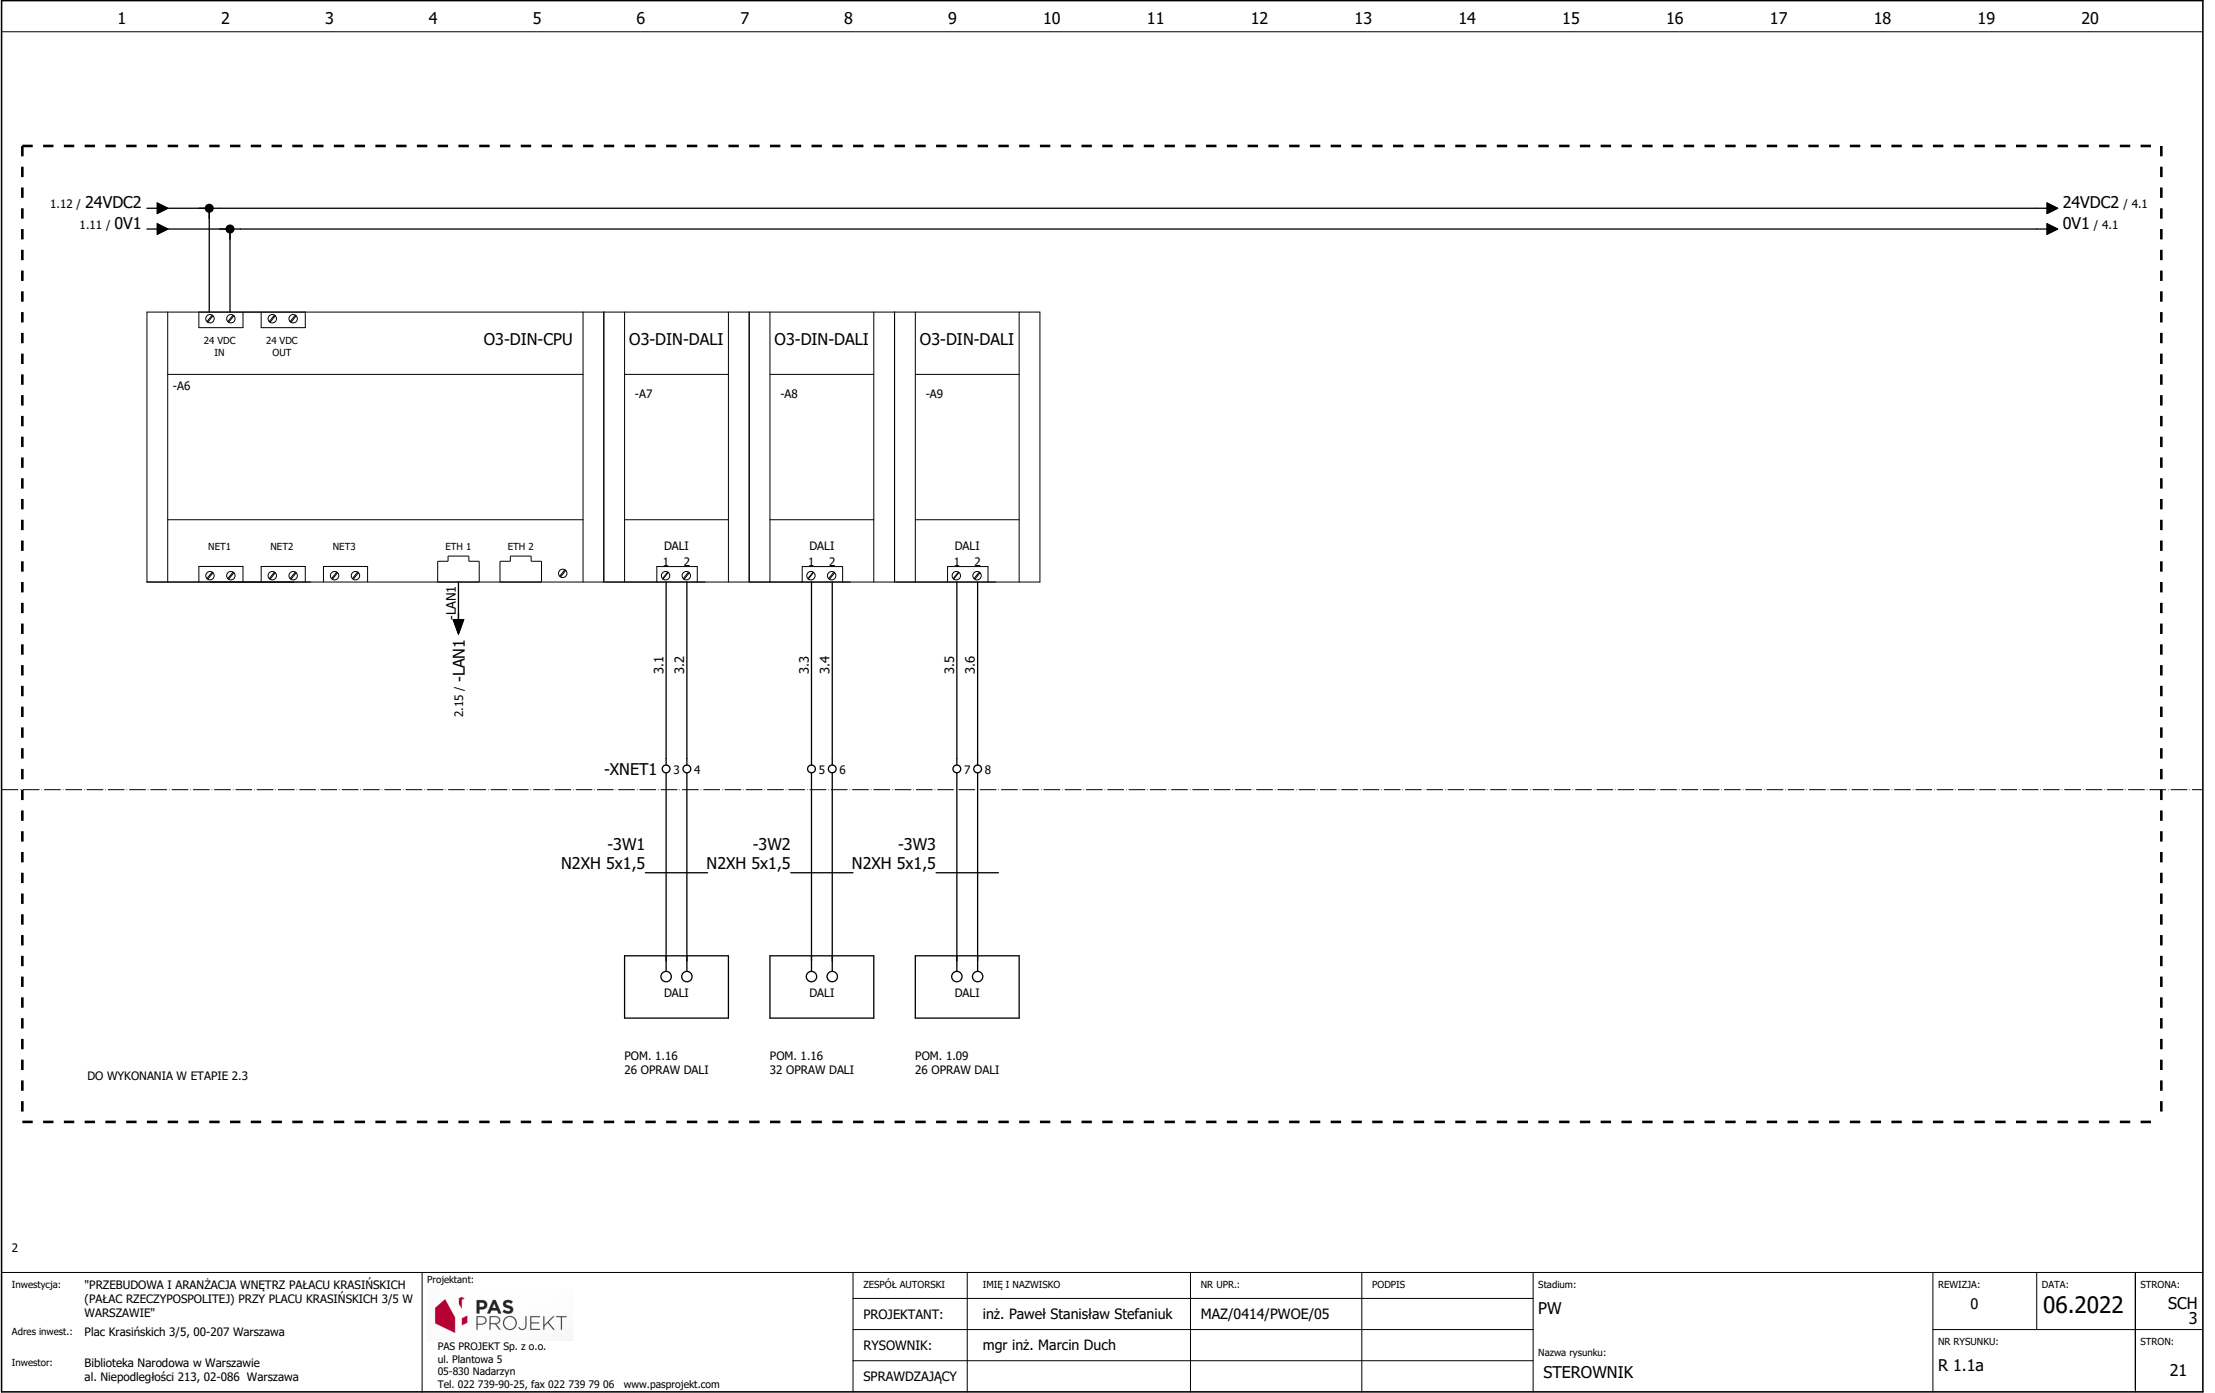 1 2 3 4 5 6 7 8 9 10 11 12 13 14 15 16 17 18 19 20
1.12 / 24VDC2
24VDC2 / 4.1
1.11 / 0V1
0V1 / 4.1
24 VDC
IN
24 VDC
OUT
O3-DIN-CPU
O3-DIN-DALI
O3-DIN-DALI
O3-DIN-DALI
-A6
-A7
-A8
-A9
NET1
NET2
NET3
ETH 1
ETH 2
DALI
1 2
DALI
1 2
DALI
1 2
-LAN1
2.15 / -LAN1
3.1
3.2
3.3
3.4
3.5
3.6
-XNET1 3 4 5 6 7 8
-3W1
N2XH 5x1,5
-3W2
N2XH 5x1,5
-3W3
N2XH 5x1,5
DALI
DALI
DALI
POM. 1.16
26 OPRAW DALI
POM. 1.16
32 OPRAW DALI
POM. 1.09
26 OPRAW DALI
DO WYKONANIA W ETAPIE 2.3
2
Inwestycja: "PRZEBUDOWA I ARANŻACJA WNĘTRZ PAŁACU KRASIŃSKICH
(PAŁAC RZECZYPOSPOLITEJ) PRZY PLACU KRASIŃSKICH 3/5 W
WARSZAWIE"
Adres inwest.: Plac Krasińskich 3/5, 00-207 Warszawa
Inwestor: Biblioteka Narodowa w Warszawie
al. Niepodległości 213, 02-086 Warszawa
Projektant:
PAS
PROJEKT
PAS PROJEKT Sp. z o.o.
ul. Plantowa 5
05-830 Nadarzyn
Tel. 022 739-90-25, fax 022 739 79 06 www.pasprojekt.com
ZESPÓŁ AUTORSKI IMIĘ I NAZWISKO NR UPR.: PODPIS
PROJEKTANT: inż. Paweł Stanisław Stefaniuk MAZ/0414/PWOE/05
RYSOWNIK: mgr inż. Marcin Duch
SPRAWDZAJĄCY
Stadium:
PW
Nazwa rysunku:
STEROWNIK
REWIZJA:
0
DATA:
06.2022
STRONA:
SCH
3
NR RYSUNKU:
R 1.1a
STRON:
21